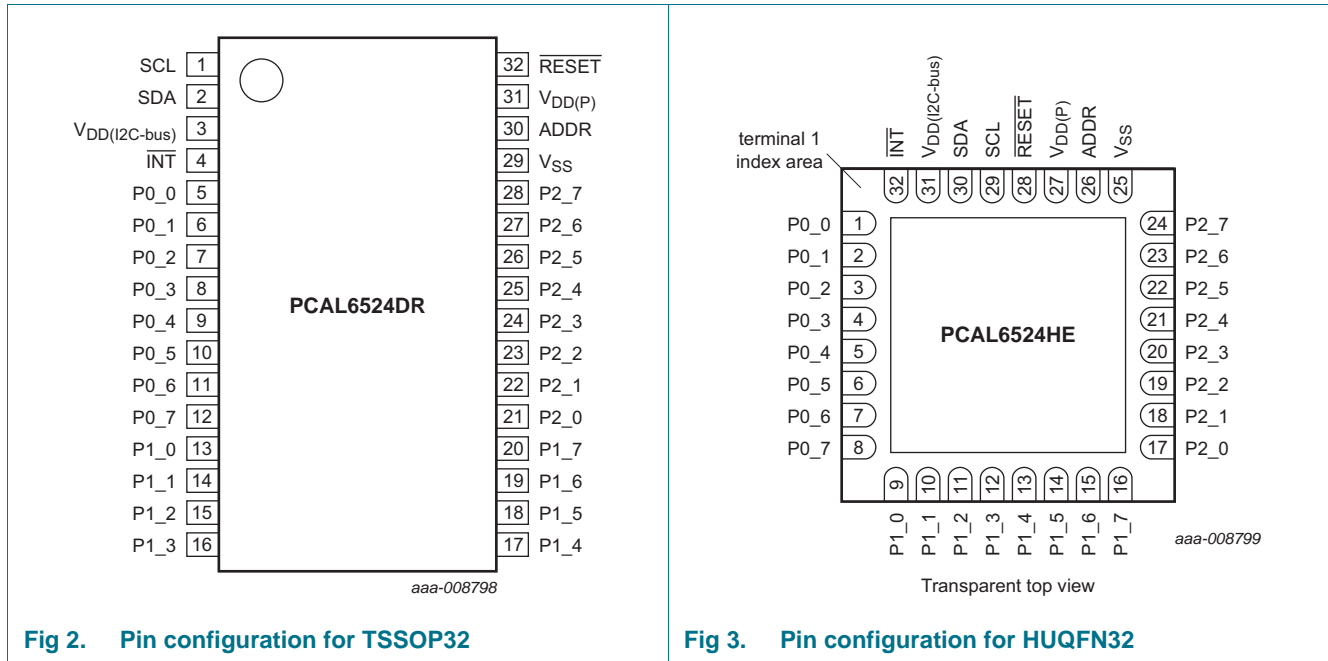 SCL 1
SDA 2
VDD(I2C-bus) 3
INT 4
P0_0 5
P0_1 6
P0_2 7
P0_3 8
P0_4 9
P0_5 10
P0_6 11
P0_7 12
P1_0 13
P1_1 14
P1_2 15
P1_3 16
PCAL6524DR
32 RESET
31 VDD(P)
30 ADDR
29 VSS
28 P2_7
27 P2_6
26 P2_5
25 P2_4
24 P2_3
23 P2_2
22 P2_1
21 P2_0
20 P1_7
19 P1_6
18 P1_5
17 P1_4
aaa-008798
Fig 2. Pin configuration for TSSOP32
terminal 1
index area
INT 32
VDD(I2C-bus) 31
SDA 30
SCL 29
RESET 28
VDD(P) 27
ADDR 26
VSS 25
P0_0 1
P0_1 2
P0_2 3
P0_3 4
P0_4 5
P0_5 6
P0_6 7
P0_7 8
PCAL6524HE
24 P2_7
23 P2_6
22 P2_5
21 P2_4
20 P2_3
19 P2_2
18 P2_1
17 P2_0
P1_0 9
P1_1 10
P1_2 11
P1_3 12
P1_4 13
P1_5 14
P1_6 15
P1_7 16
aaa-008799
Transparent top view
Fig 3. Pin configuration for HUQFN32